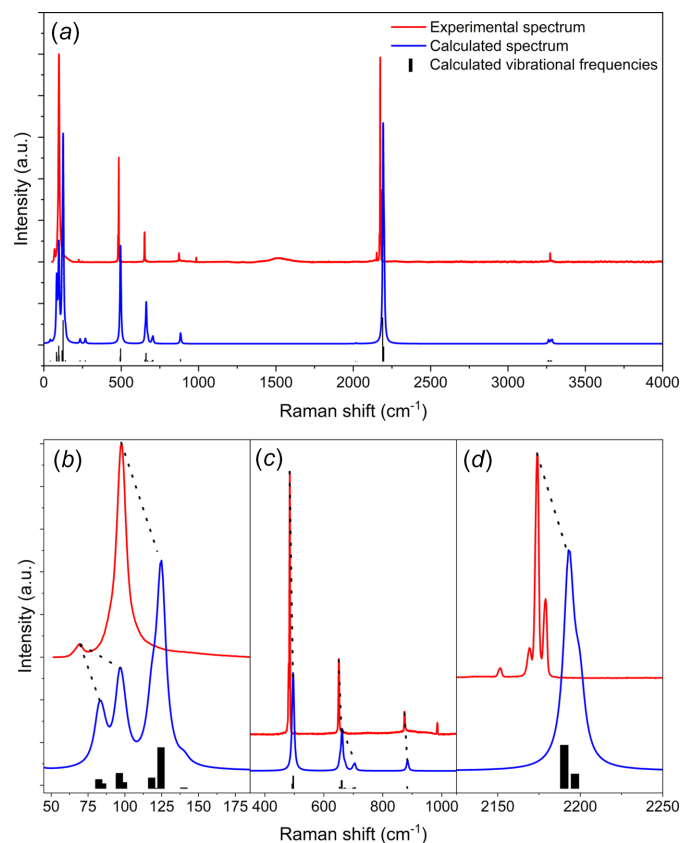 (a)
Experimental spectrum
Calculated spectrum
Calculated vibrational frequencies
Intensity (a.u.)
0 500 1000 1500 2000 2500 3000 3500 4000
Raman shift (cm-1)
(b)
(c)
(d)
Intensity (a.u.)
50 75 100 125 150 175
400 600 800 1000
2150 2200 2250
Raman shift (cm-1)